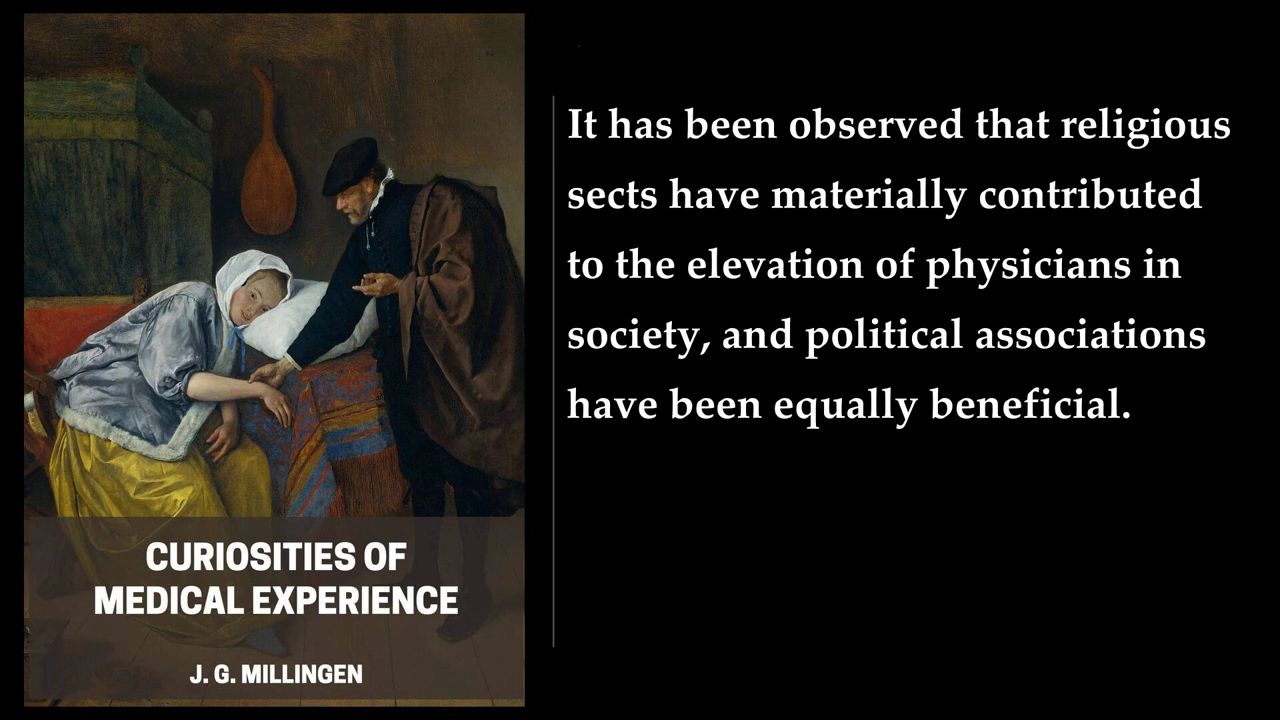 It has been observed that religious
sects have materially contributed
to the elevation of physicians in
society, and political associations
have been equally beneficial.
CURIOSITIES OF
MEDICAL EXPERIENCE
J. G. MILLINGEN